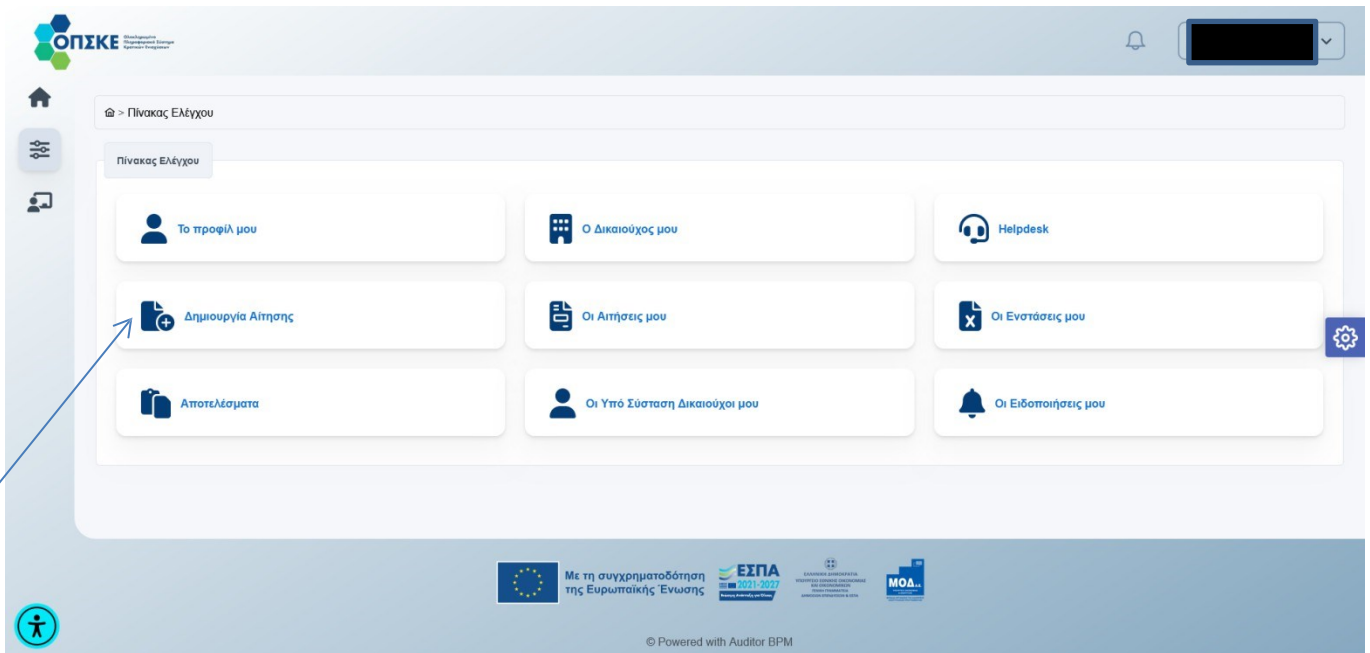 ΟΠΣΚΕ
> Πίνακας Ελέγχου
Πίνακας Ελέγχου
Το προφίλ μου
Ο Δικαιούχος μου
Helpdesk
Δημιουργία Αίτησης
Οι Αιτήσεις μου
Οι Ενστάσεις μου
Αποτελέσματα
Οι Υπό Σύσταση Δικαιούχοι μου
Οι Ειδοποιήσεις μου
Με τη συγχρηματοδότηση
της Ευρωπαϊκής Ένωσης
ΕΣΠΑ
2021-2027
ΜΟΔ
© Powered with Auditor BPM